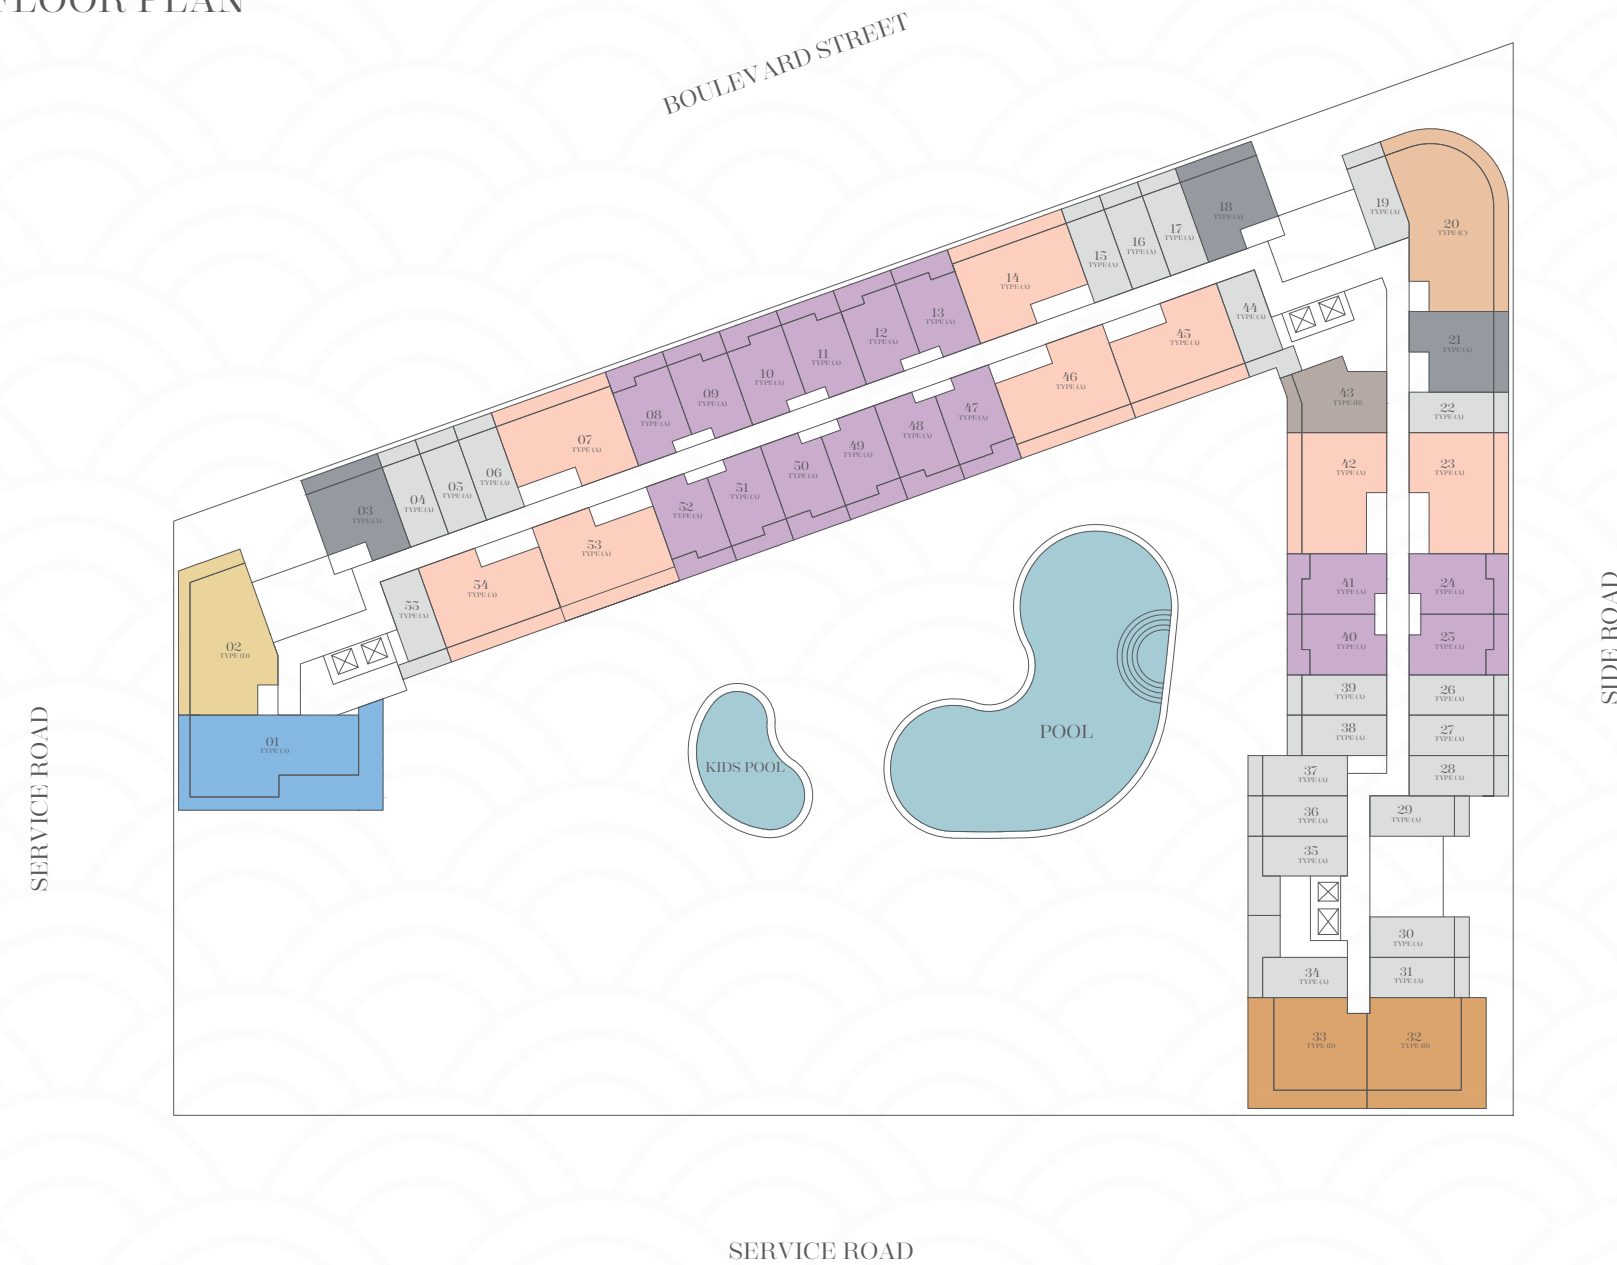 FLOOR PLAN
BOULEVARD STREET
SERVICE ROAD
SIDE ROAD
SERVICE ROAD
POOL
KIDS POOL
01
TYPE (A)
02
TYPE (D)
03
TYPE (A)
04
TYPE (A)
05
TYPE (A)
06
TYPE (A)
07
TYPE (A)
08
TYPE (A)
09
TYPE (A)
10
TYPE (A)
11
TYPE (A)
12
TYPE (A)
13
TYPE (A)
14
TYPE (A)
15
TYPE (A)
16
TYPE (A)
17
TYPE (A)
18
TYPE (A)
19
TYPE (A)
20
TYPE (C)
21
TYPE (A)
22
TYPE (A)
23
TYPE (A)
24
TYPE (A)
25
TYPE (A)
26
TYPE (A)
27
TYPE (A)
28
TYPE (A)
29
TYPE (A)
30
TYPE (A)
31
TYPE (A)
32
TYPE (B)
33
TYPE (B)
34
TYPE (A)
35
TYPE (A)
36
TYPE (A)
37
TYPE (A)
38
TYPE (A)
39
TYPE (A)
40
TYPE (A)
41
TYPE (A)
42
TYPE (A)
43
TYPE (B)
44
TYPE (A)
45
TYPE (A)
46
TYPE (A)
47
TYPE (A)
48
TYPE (A)
49
TYPE (A)
50
TYPE (A)
51
TYPE (A)
52
TYPE (A)
53
TYPE (A)
54
TYPE (A)
55
TYPE (A)